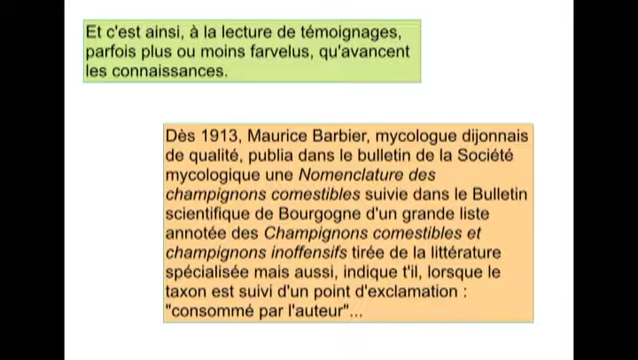 Et c'est ainsi, à la lecture de témoignages,
parfois plus ou moins farvelus, qu'avancent
les connaissances.
Dès 1913, Maurice Barbier, mycologue dijonnais
de qualité, publia dans le bulletin de la Société
mycologique une Nomenclature des
champignons comestibles suivie dans le Bulletin
scientifique de Bourgogne d'un grande liste
annotée des Champignons comestibles et
champignons inoffensifs tirée de la littérature
spécialisée mais aussi, indique t'il, lorsque le
taxon est suivi d'un point d'exclamation :
"consommé par l'auteur"...